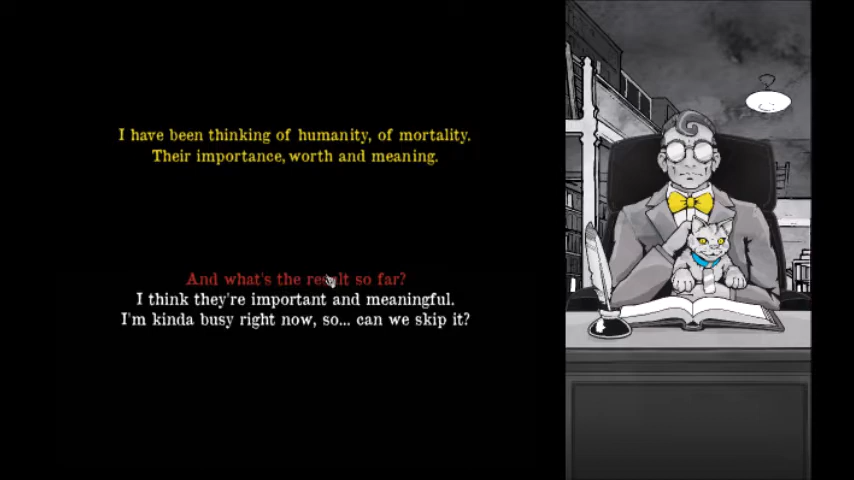 I have been thinking of humanity, of mortality.
Their importance, worth and meaning.
And what's the result so far?
I think they're important and meaningful.
I'm kinda busy right now, so... can we skip it?